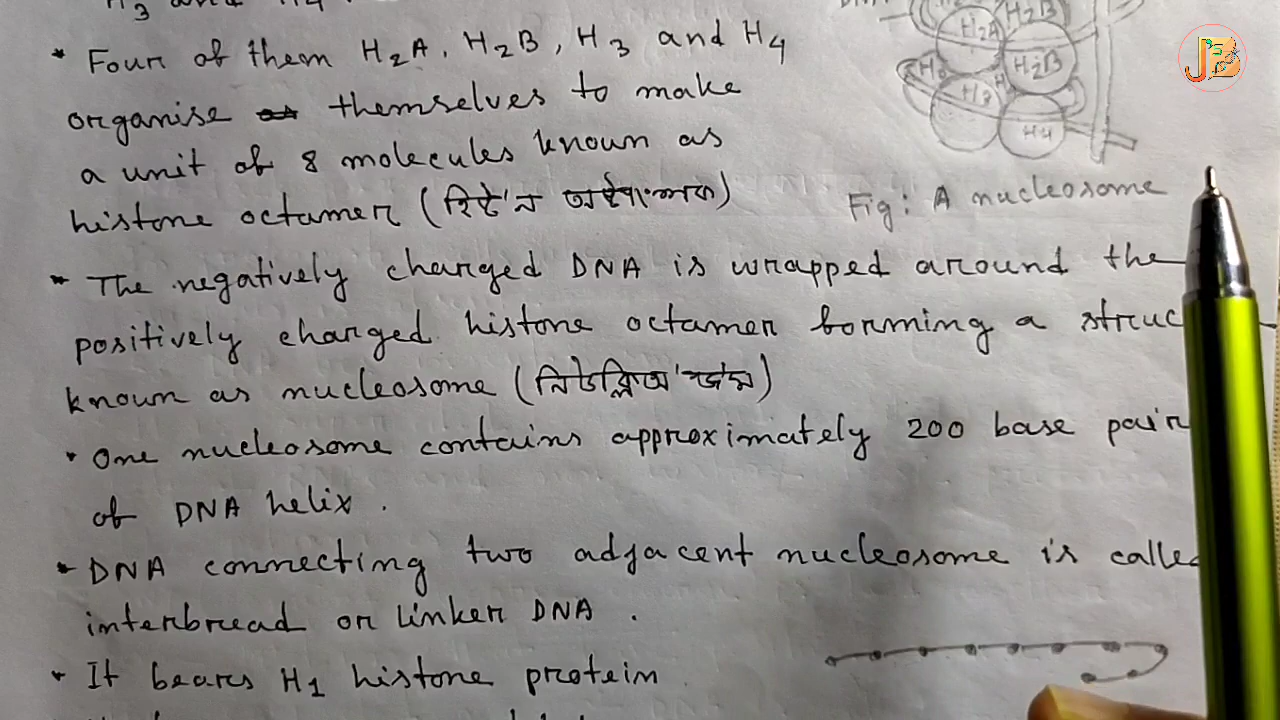 H3 and H4.
* Four of them H2A, H2B, H3 and H4
organise themselves to make
a unit of 8 molecules known as
histone octamer (
Fig: A nucleosome
H2A H2B
H2B
H3
H4
* The negatively charged DNA is wrapped around the
positively charged histone octamer forming a struc
known as nucleosome (
• One nucleosome contains approximately 200 base pair
of DNA helix.
* DNA connecting two adjacent nucleosome is calle
interbread or linker DNA.
* It bears H1 histone protein